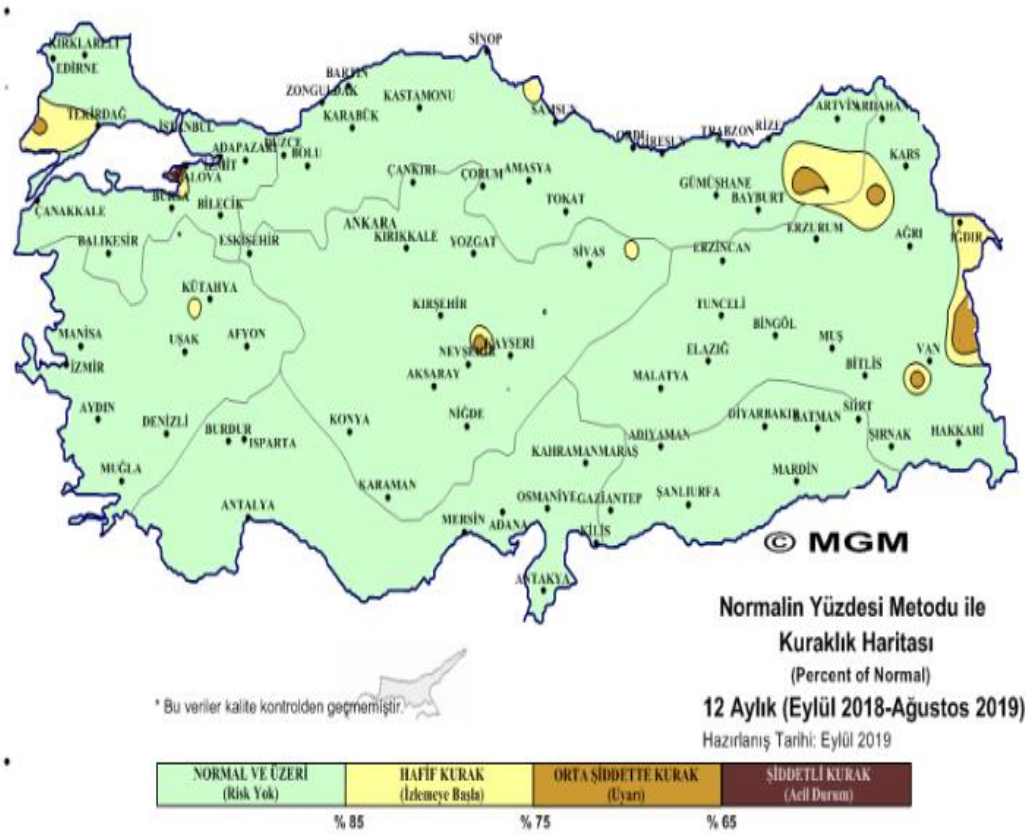 SİNOP
KIRKLARELİ
EDİRNE
BARTIN
ZONGULDAK
KASTAMONU
KARABÜK
SAMSUN
ARTVİN
ARDAHAN
TEKİRDAĞ
İSTANBUL
ORDU
GİRESUN
TRABZON
RİZE
ADAPAZARI
DÜZCE
BOLU
İZMİT
YALOVA
KARS
ÇANKIRI
ÇORUM
AMASYA
GÜMÜŞHANE
BAYBURT
ÇANAKKALE
BURSA
BİLECİK
TOKAT
ANKARA
ERZURUM
AĞRI
IĞDIR
BALIKESİR
ESKİŞEHİR
KIRIKKALE
YOZGAT
SİVAS
ERZİNCAN
KÜTAHYA
KIRŞEHİR
TUNCELİ
BİNGÖL
MUŞ
MANİSA
UŞAK
AFYON
NEVŞEHİR
KAYSERİ
ELAZIĞ
BİTLİS
VAN
İZMİR
AKSARAY
MALATYA
AYDIN
DENİZLİ
BURDUR
ISPARTA
KONYA
NİĞDE
DİYARBAKIR
BATMAN
SİİRT
ŞIRNAK
HAKKARİ
ADIYAMAN
KAHRAMANMARAŞ
MUĞLA
KARAMAN
MARDİN
ANTALYA
OSMANİYE
GAZİANTEP
ŞANLIURFA
MERSİN
ADANA
KİLİS
ANTAKYA
© MGM
Normalin Yüzdesi Metodu ile
Kuraklık Haritası
(Percent of Normal)
12 Aylık (Eylül 2018-Ağustos 2019)
Hazırlanış Tarihi: Eylül 2019
* Bu veriler kalite kontrolden geçmemiştir.
NORMAL VE ÜZERİ
(Risk Yok)
HAFİF KURAK
(İzlemeye Başla)
ORTA ŞİDDETTE KURAK
(Uyarı)
ŞİDDETLİ KURAK
(Acil Durum)
% 85
% 75
% 65